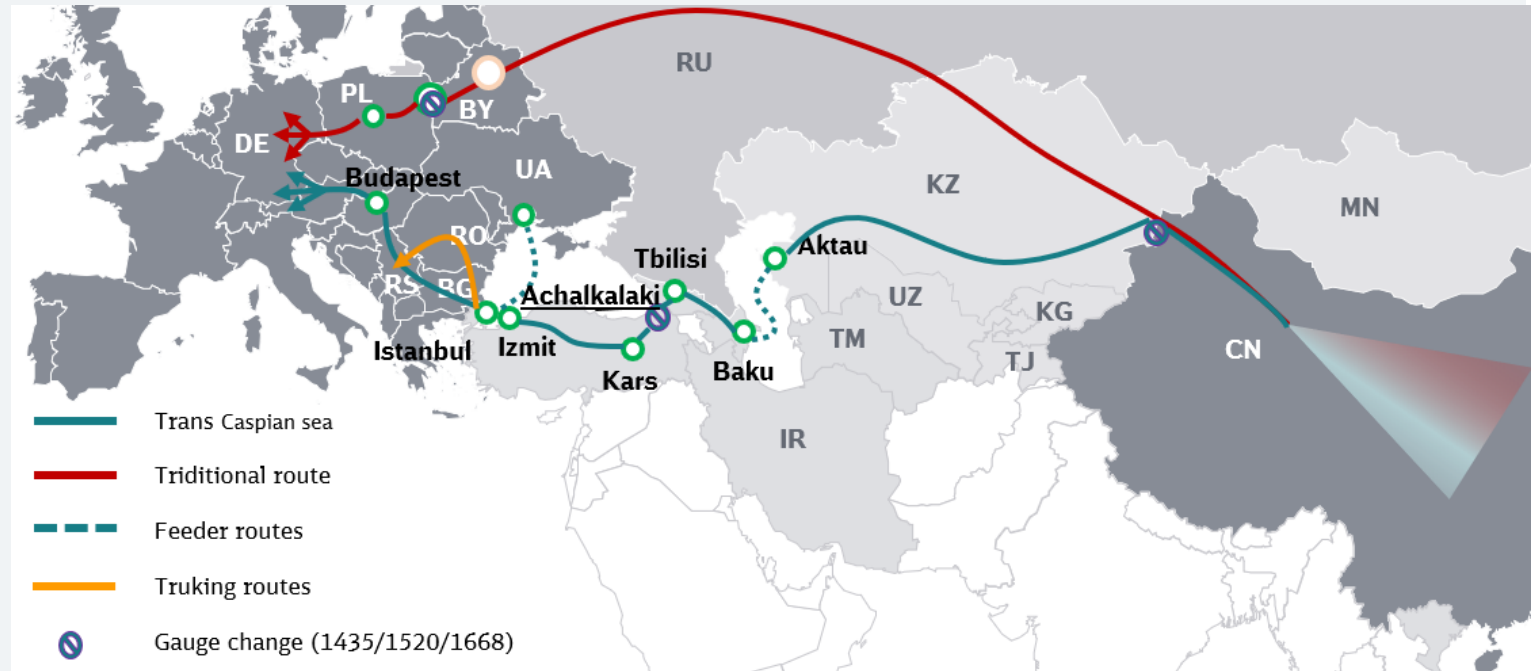 RU
PL
BY
DE
UA
Budapest
KZ
MN
RO
Tbilisi
Aktau
RS
BG
Achalkalaki
UZ
KG
Istanbul
Izmit
TM
TJ
CN
Kars
Baku
IR
Trans Caspian sea
Triditional route
Feeder routes
Truking routes
Gauge change (1435/1520/1668)